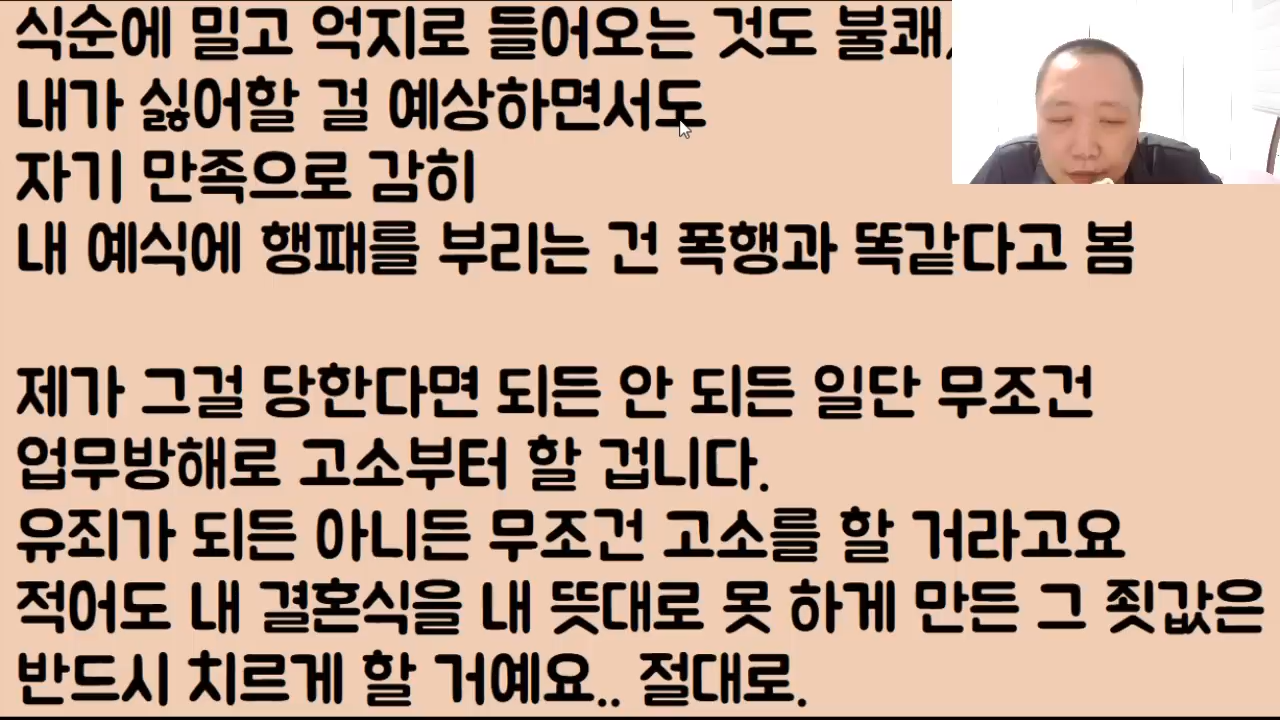 식순에 밀고 억지로 들어오는 것도 불쾌,
내가 싫어할 걸 예상하면서도
자기 만족으로 감히
내 예식에 행패를 부리는 건 폭행과 똑같다고 봄
제가 그걸 당한다면 되든 안 되든 일단 무조건
업무방해로 고소부터 할 겁니다.
유죄가 되든 아니든 무조건 고소를 할 거라고요
적어도 내 결혼식을 내 뜻대로 못 하게 만든 그 죗값은
반드시 치르게 할 거예요.. 절대로.